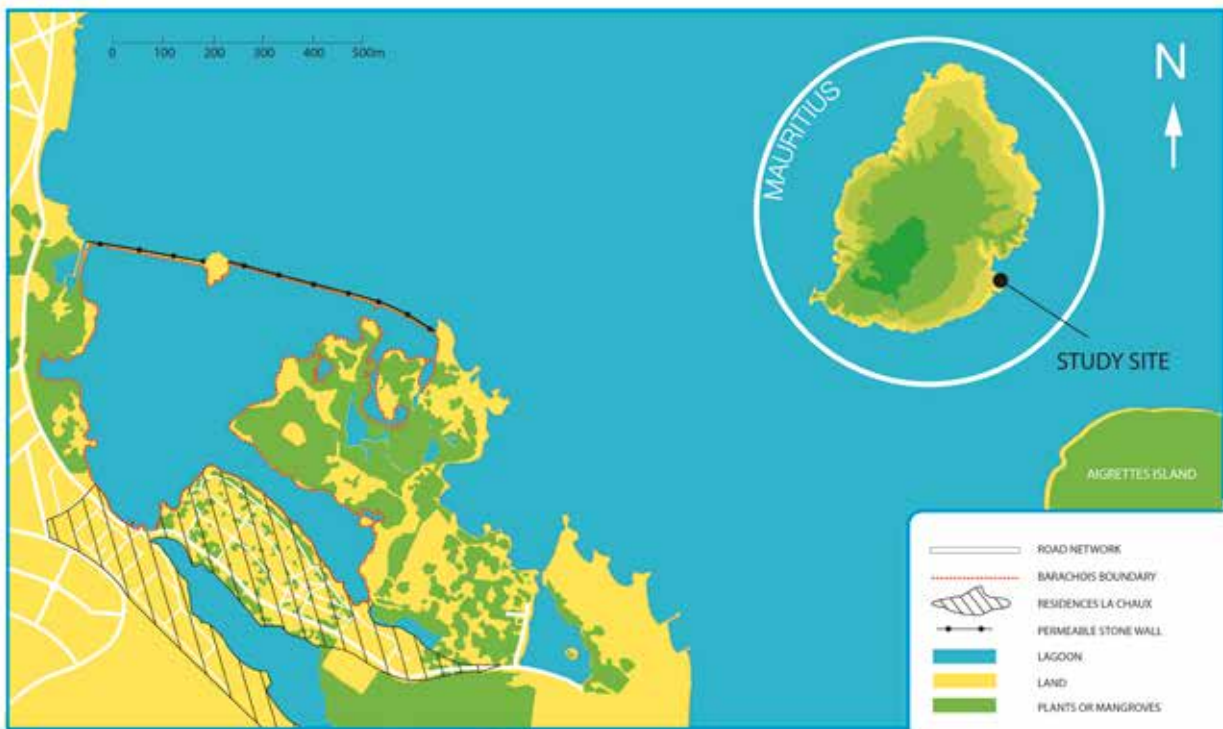 0 100 200 300 400 500m
MAURITIUS
N
STUDY SITE
AIGRETTES ISLAND
ROAD NETWORK
BARACHOIS BOUNDARY
RESIDENCES LA CHAUX
PERMEABLE STONE WALL
LAGOON
LAND
PLANTS OR MANGROVES